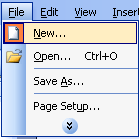 File Edit View Inser
New...
Open... Ctrl+O
Save As...
Page Setup...